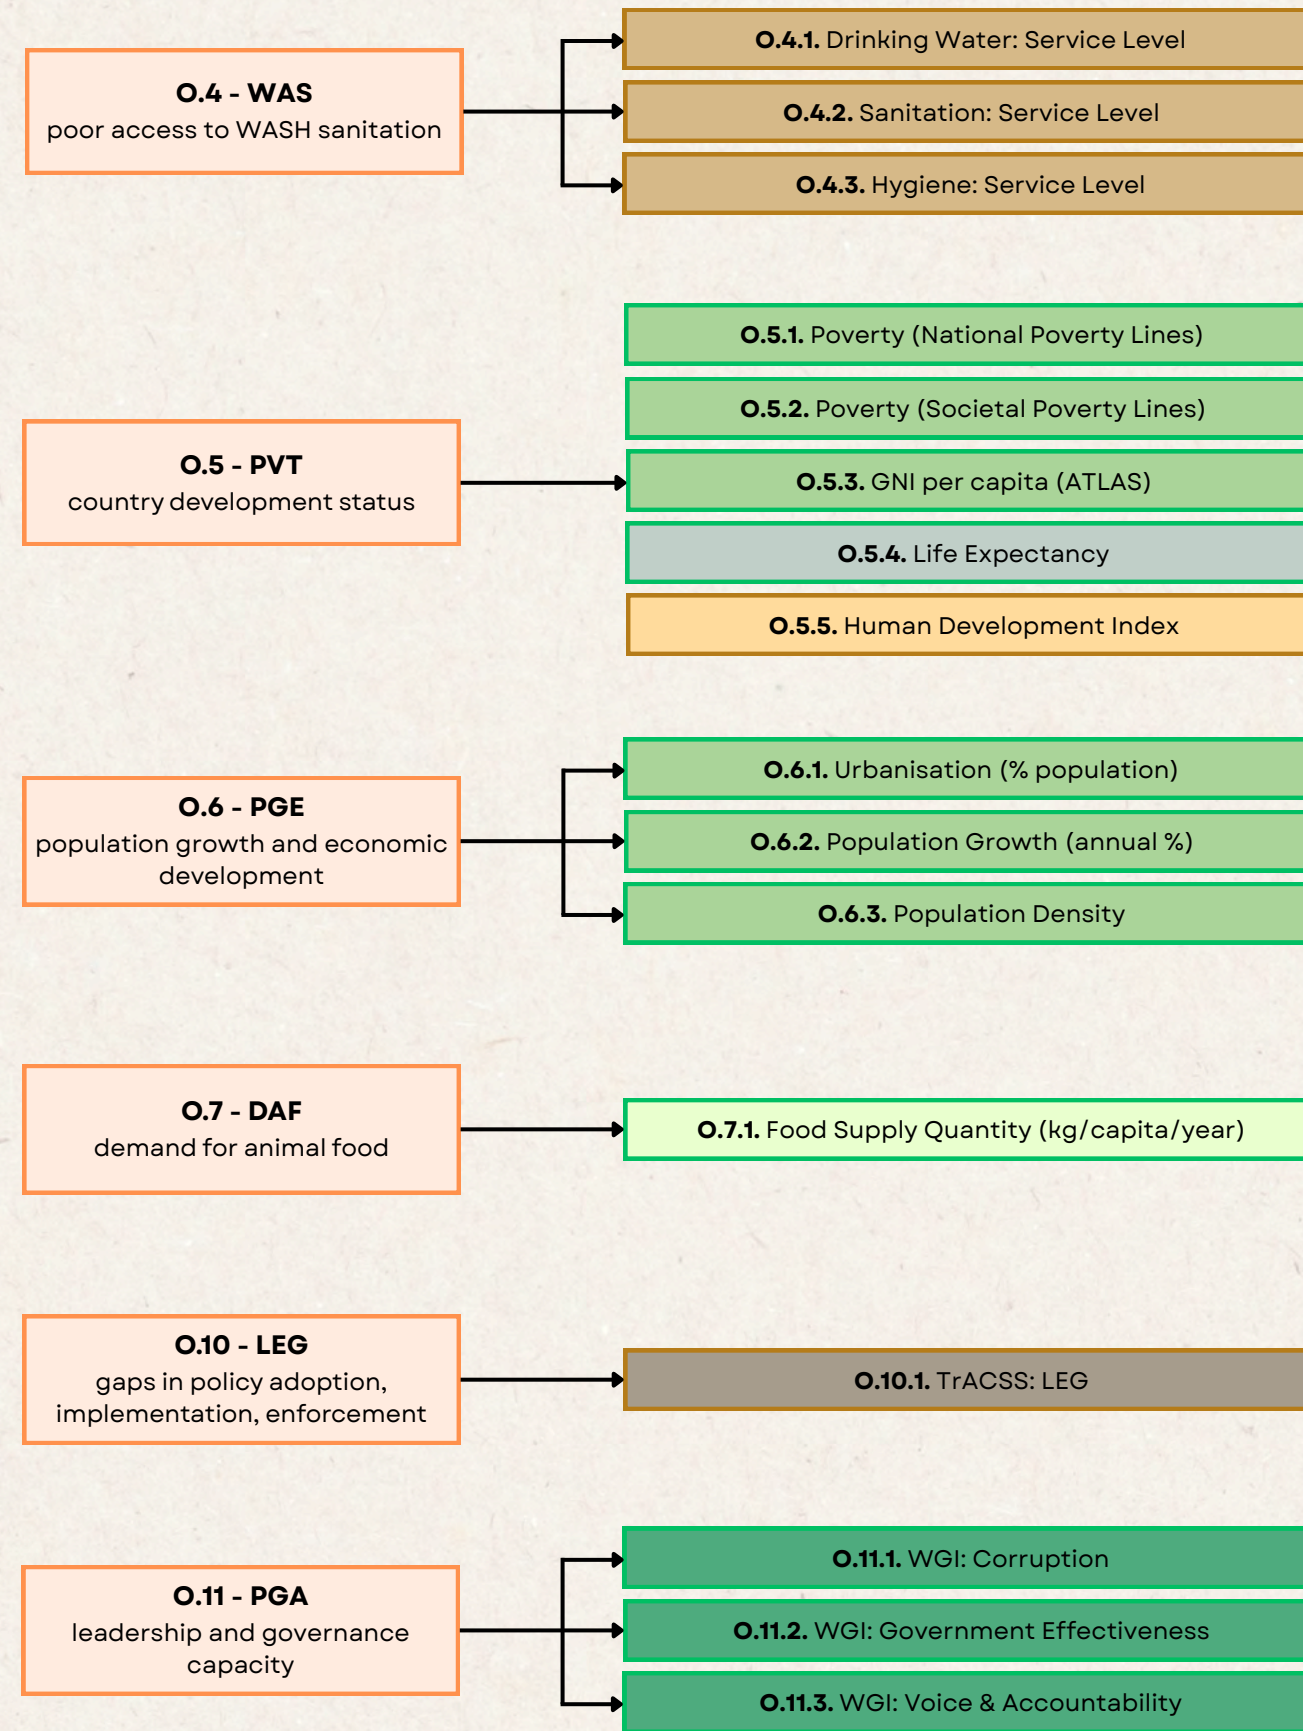 O.4 - WAS
poor access to WASH sanitation
O.4.1. Drinking Water: Service Level
O.4.2. Sanitation: Service Level
O.4.3. Hygiene: Service Level
O.5 - PVT
country development status
O.5.1. Poverty (National Poverty Lines)
O.5.2. Poverty (Societal Poverty Lines)
O.5.3. GNI per capita (ATLAS)
O.5.4. Life Expectancy
O.5.5. Human Development Index
O.6 - PGE
population growth and economic
development
O.6.1. Urbanisation (% population)
O.6.2. Population Growth (annual %)
O.6.3. Population Density
O.7 - DAF
demand for animal food
O.7.1. Food Supply Quantity (kg/capita/year)
O.10 - LEG
gaps in policy adoption,
implementation, enforcement
O.10.1. TrACSS: LEG
O.11 - PGA
leadership and governance
capacity
O.11.1. WGI: Corruption
O.11.2. WGI: Government Effectiveness
O.11.3. WGI: Voice & Accountability